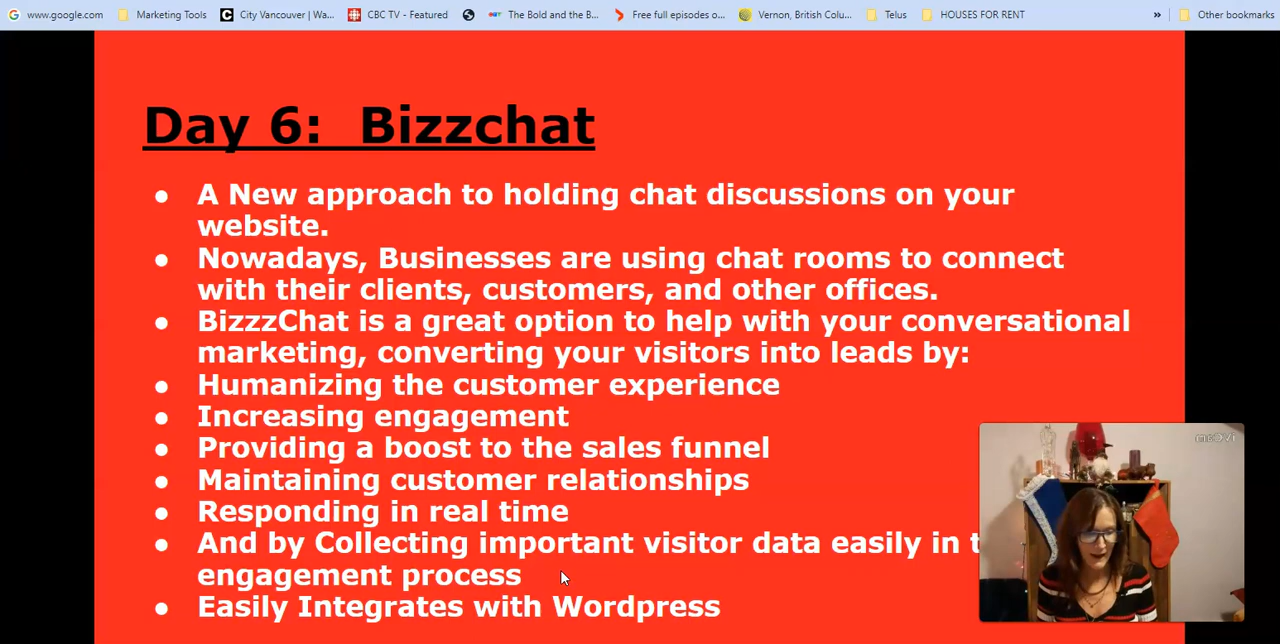 www.google.com Marketing Tools City Vancouver | Wa... CBC TV - Featured The Bold and the B... Free full episodes o... Vernon, British Colu... Telus HOUSES FOR RENT » Other bookmarks
Day 6: Bizzchat
● A New approach to holding chat discussions on your
website.
● Nowadays, Businesses are using chat rooms to connect
with their clients, customers, and other offices.
● BizzzChat is a great option to help with your conversational
marketing, converting your visitors into leads by:
● Humanizing the customer experience
● Increasing engagement
● Providing a boost to the sales funnel
● Maintaining customer relationships
● Responding in real time
● And by Collecting important visitor data easily in t
engagement process
● Easily Integrates with Wordpress